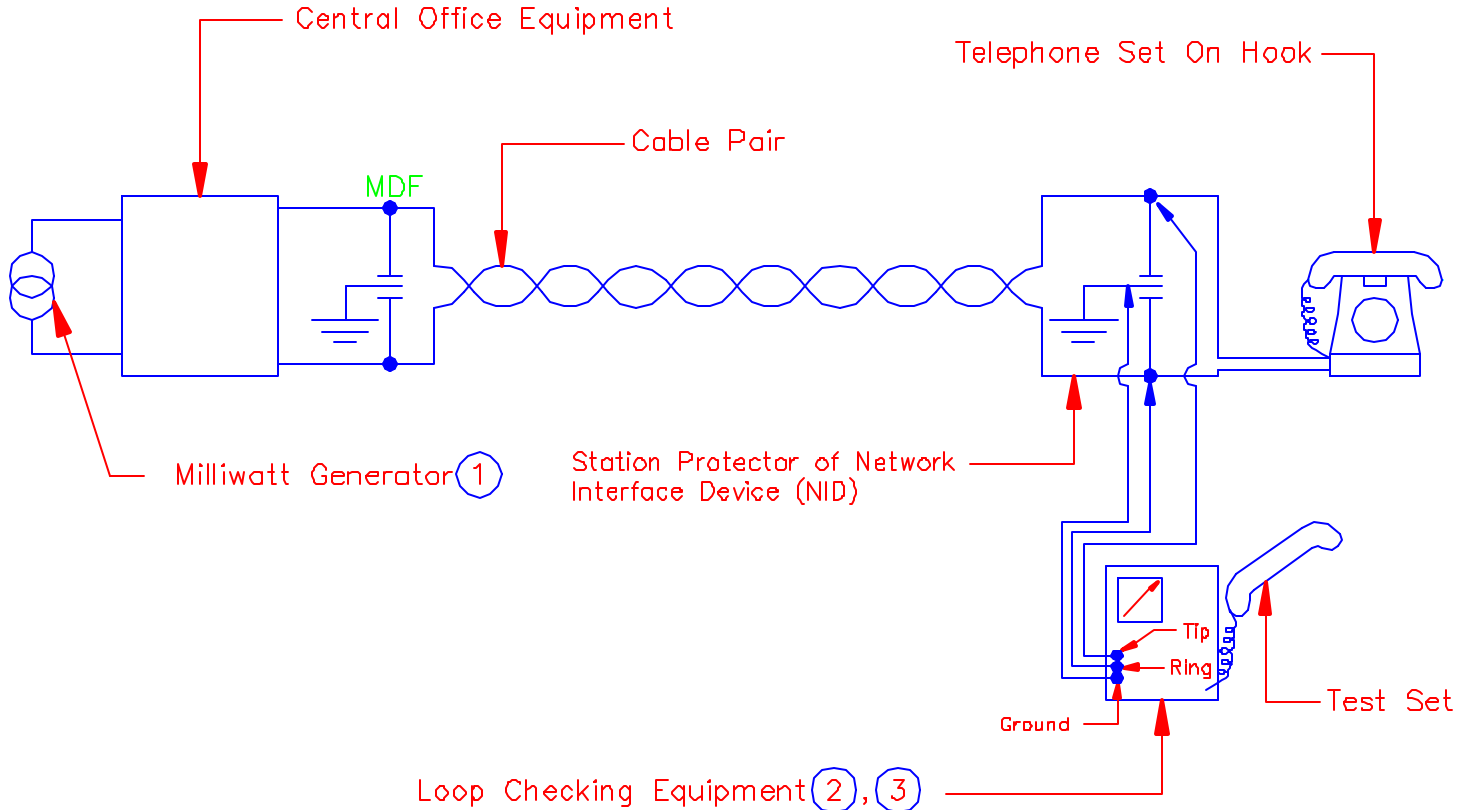 Central Office Equipment
Telephone Set On Hook
Cable Pair
MDF
Milliwatt Generator 1
Station Protector of Network
Interface Device (NID)
Tip
Ring
Ground
Test Set
Loop Checking Equipment 2, 3